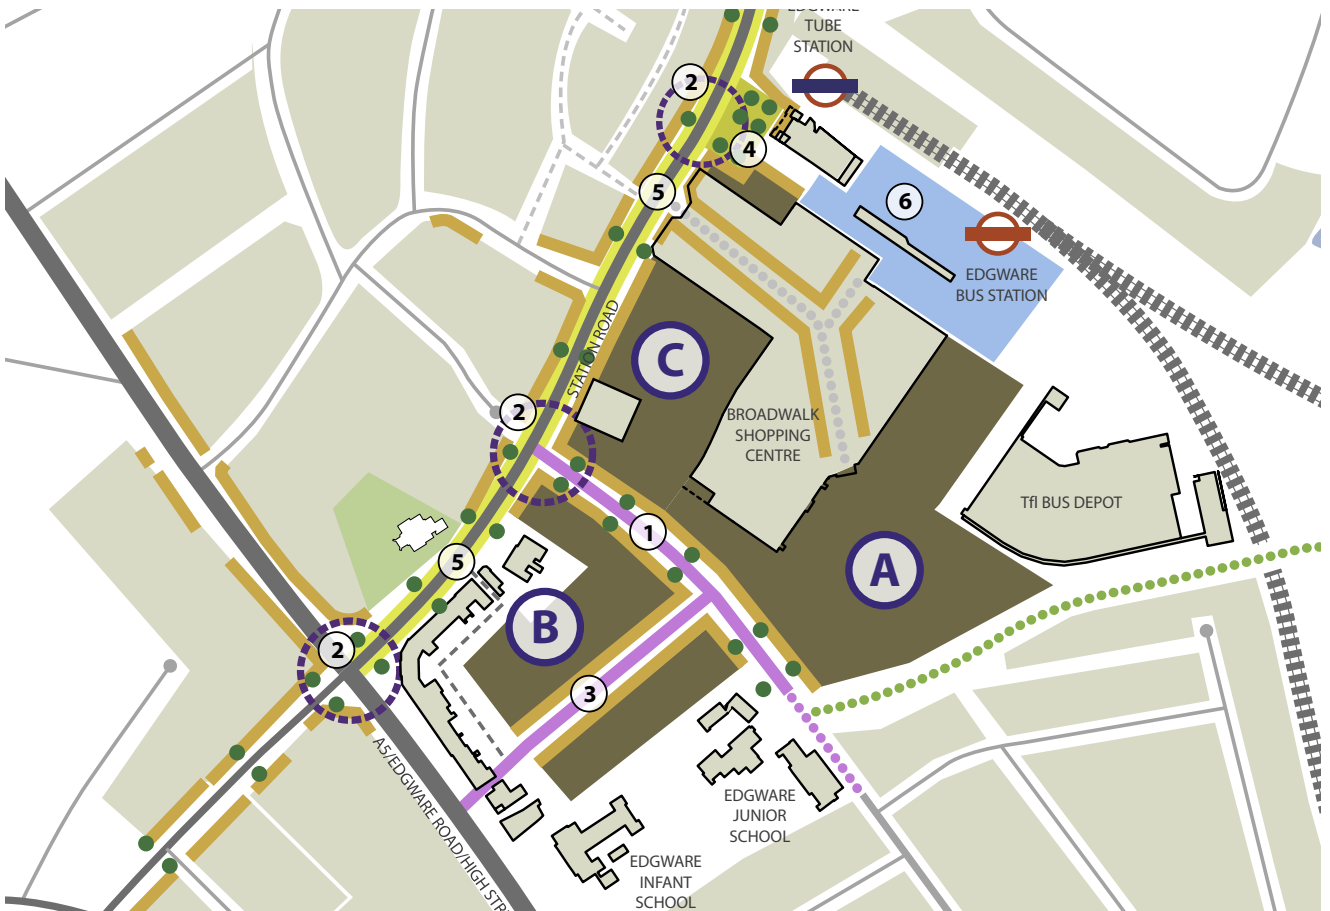 EDGWARE
TUBE
STATION
2
4
5
6
EDGWARE
BUS STATION
STATION ROAD
C
2
BROADWALK
SHOPPING
CENTRE
Tfl BUS DEPOT
1
A
5
B
2
3
A5/EDGWARE ROAD/HIGH STR
EDGWARE
JUNIOR
SCHOOL
EDGWARE
INFANT
SCHOOL